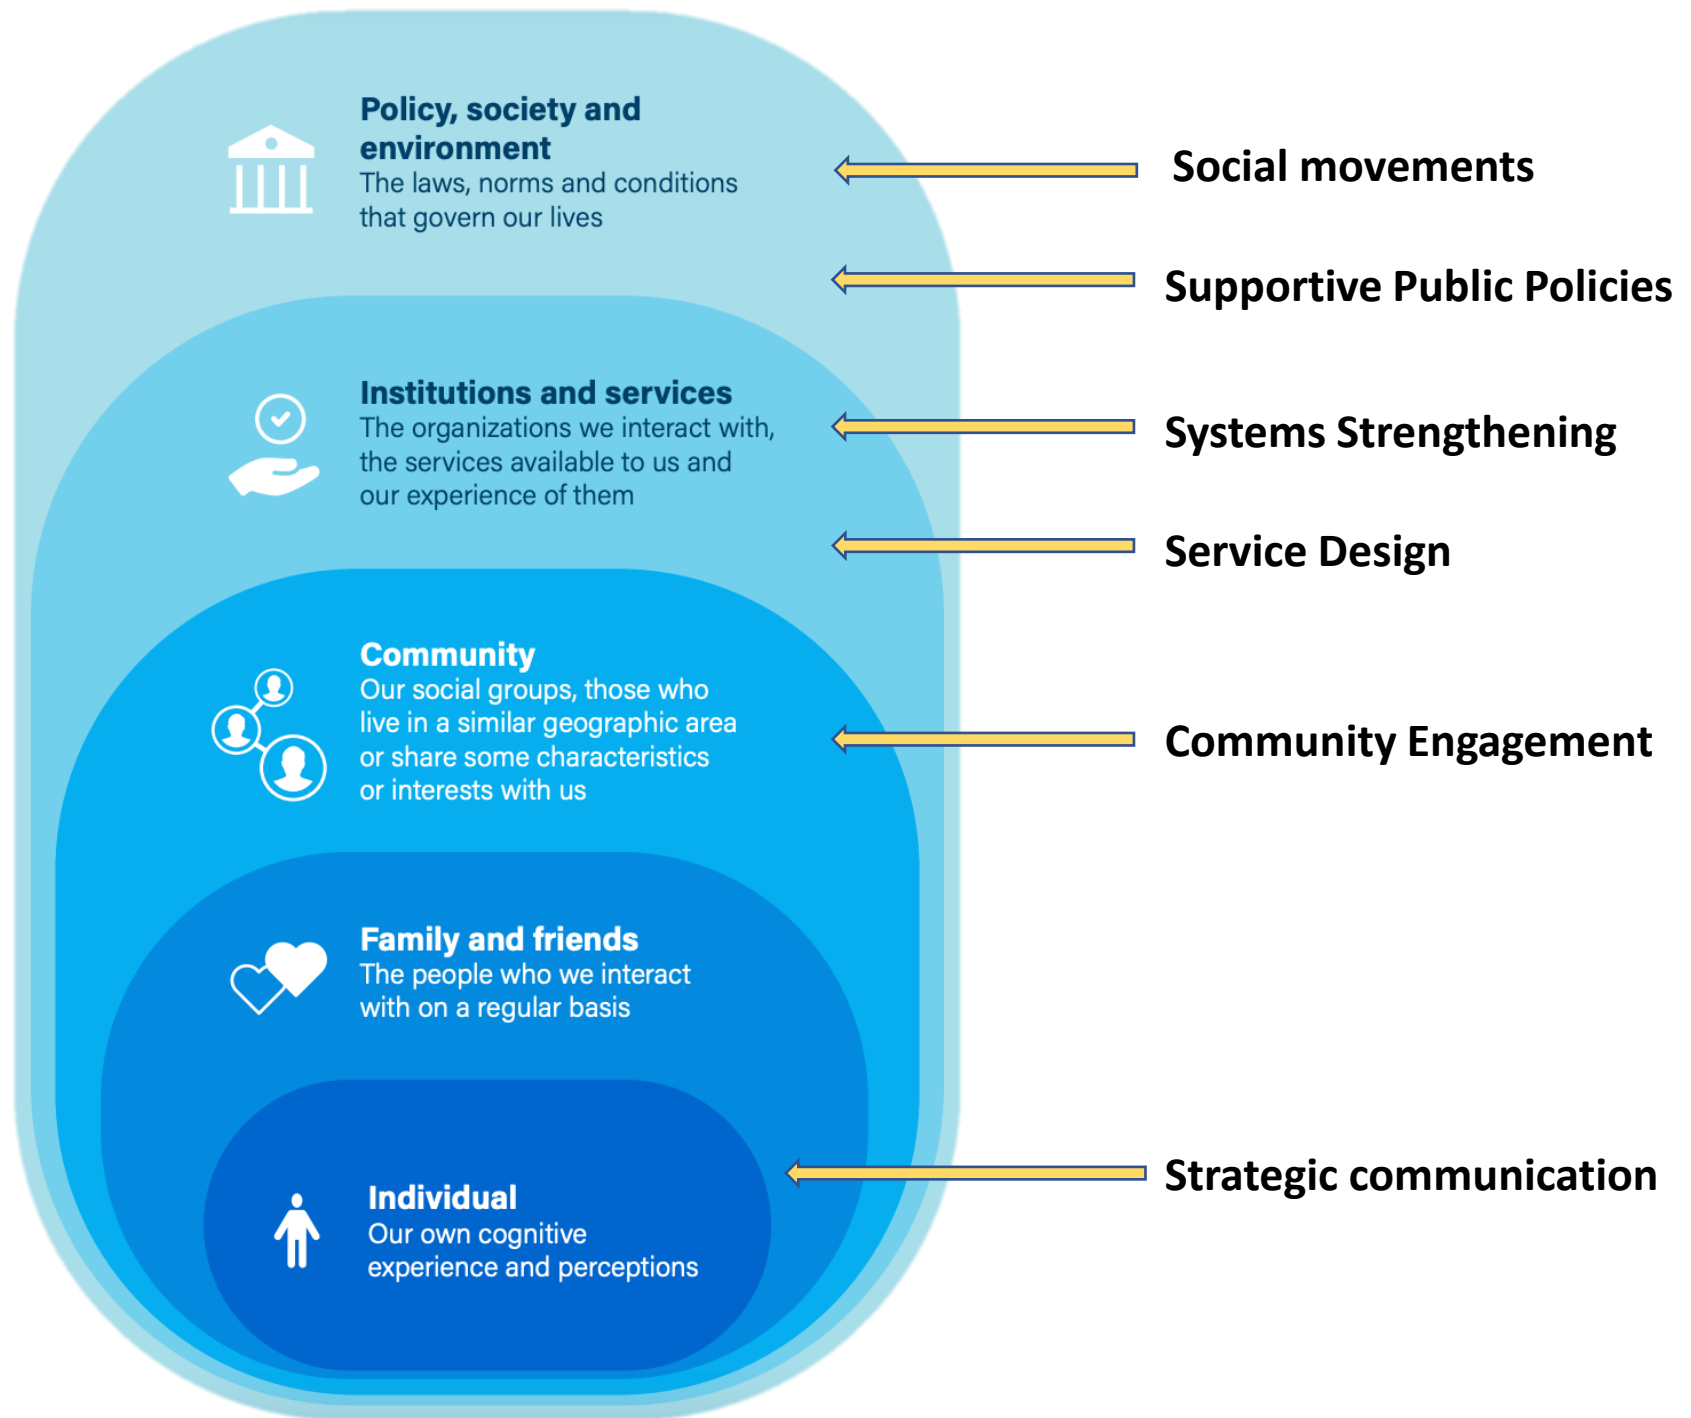 Policy, society and
environment
The laws, norms and conditions
that govern our lives
Social movements
Supportive Public Policies
Institutions and services
The organizations we interact with,
the services available to us and
our experience of them
Systems Strengthening
Service Design
Community
Our social groups, those who
live in a similar geographic area
or share some characteristics
or interests with us
Community Engagement
Family and friends
The people who we interact
with on a regular basis
Individual
Our own cognitive
experience and perceptions
Strategic communication